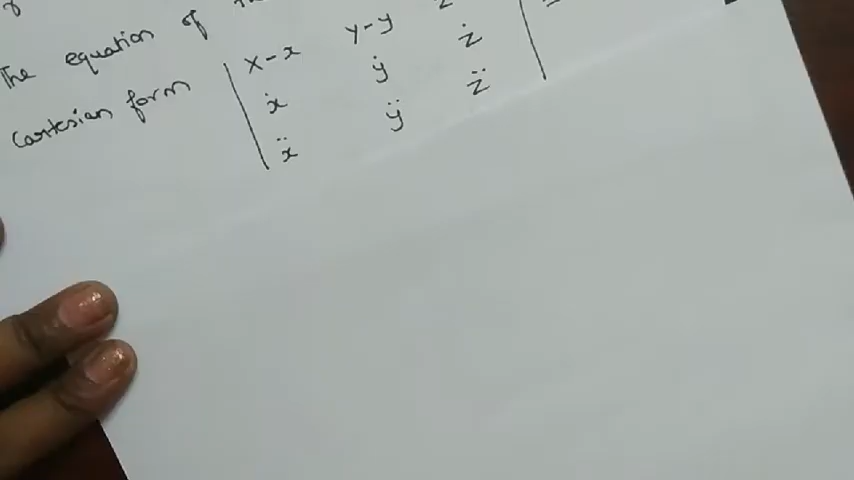 The equation of
Cartesian form | X-x Y-y
ẋ ẏ ż |
ẍ ÿ z̈